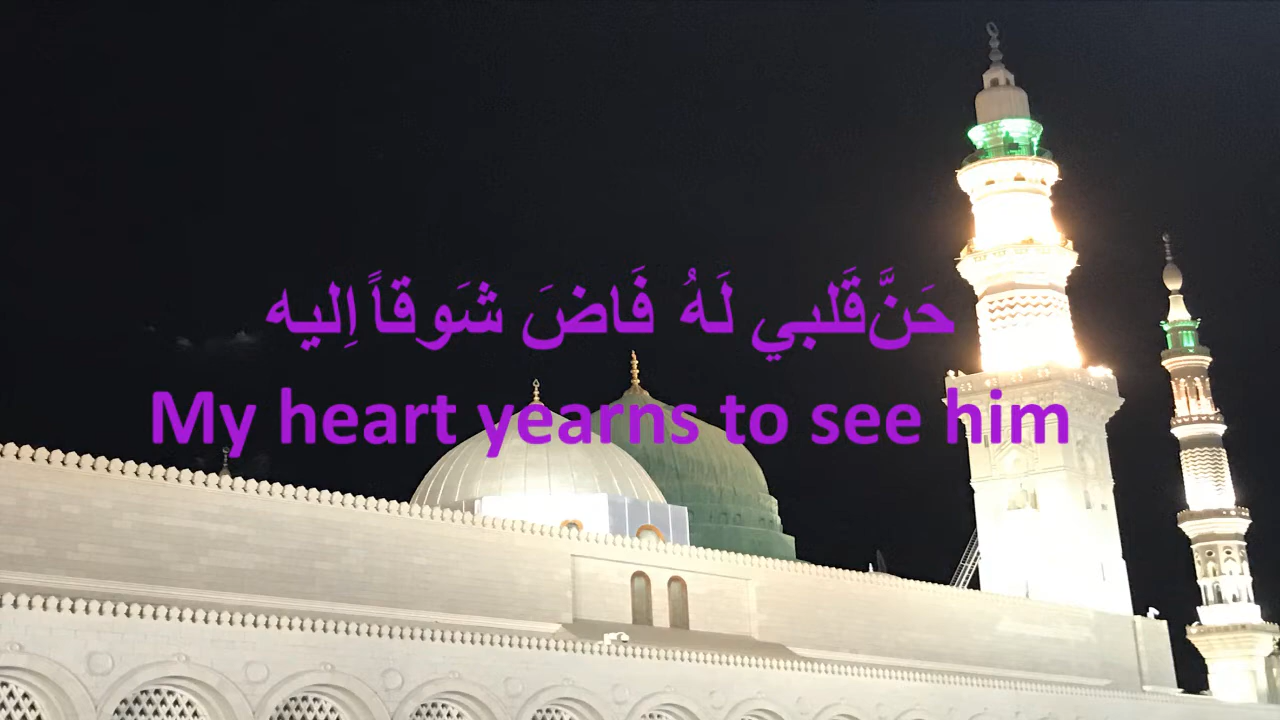 حَنَّ قَلبي لَهُ فَاضَ شَوقاً اِليه
My heart yearns to see him